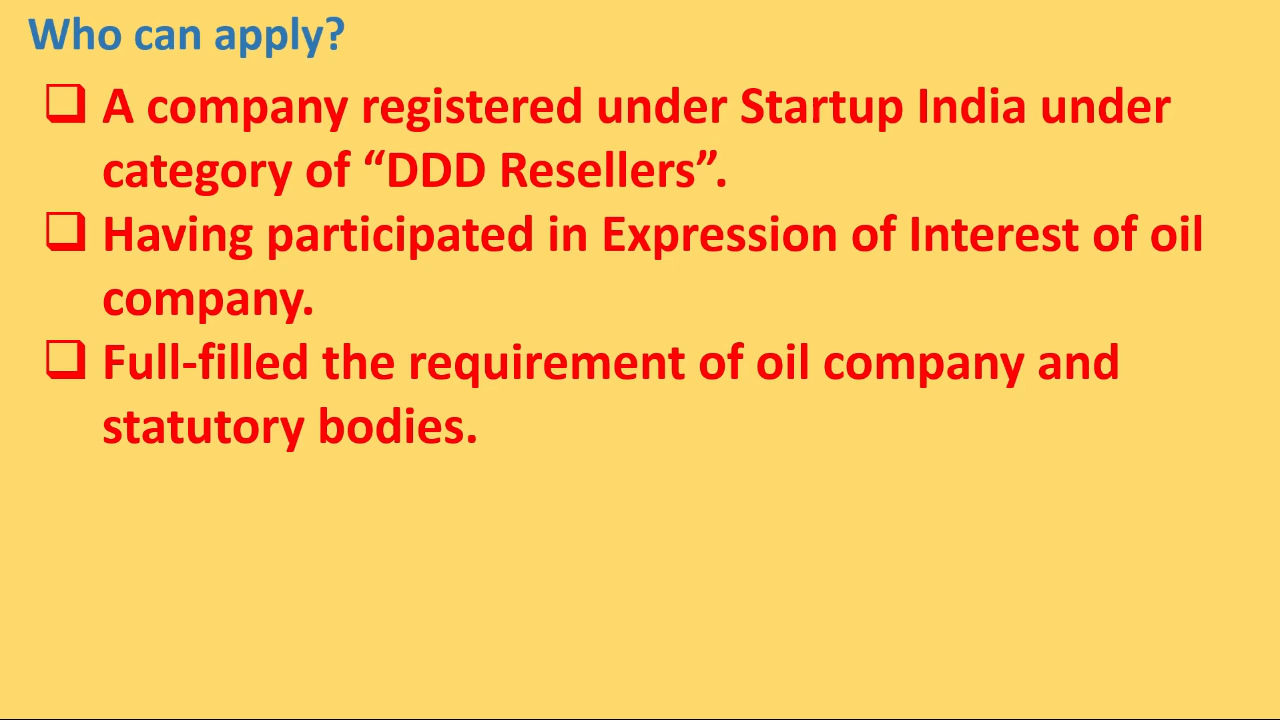 Who can apply?
❑ A company registered under Startup India under
category of “DDD Resellers”.
❑ Having participated in Expression of Interest of oil
company.
❑ Full-filled the requirement of oil company and
statutory bodies.